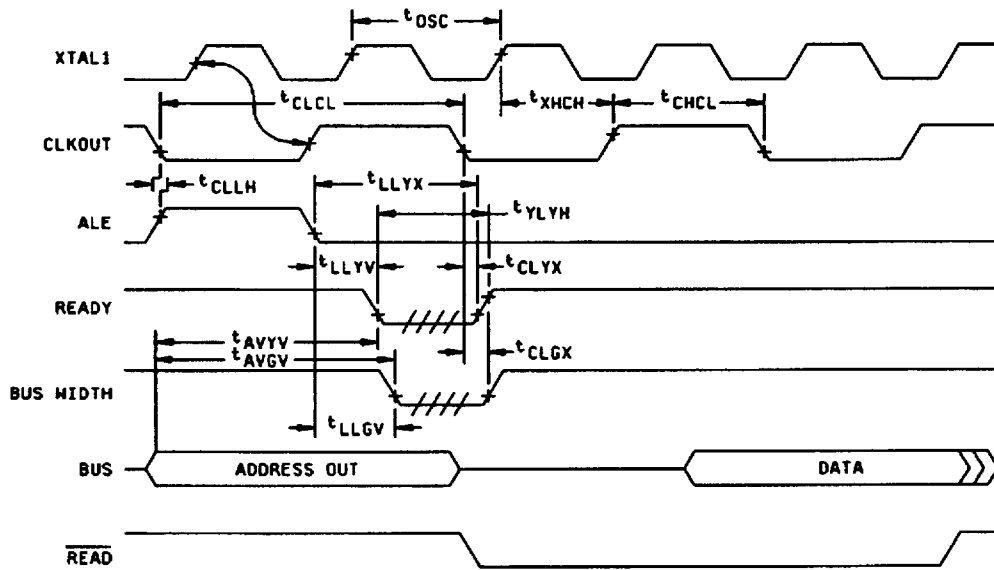 tOSC
XTAL1
tCLCL
tXHCH
tCHCL
CLKOUT
tCLLH
tLLYX
tYLYH
ALE
tLLYV
tCLYX
READY
tAVYV
tAVGV
tCLGX
BUS WIDTH
tLLGV
BUS
ADDRESS OUT
DATA
READ